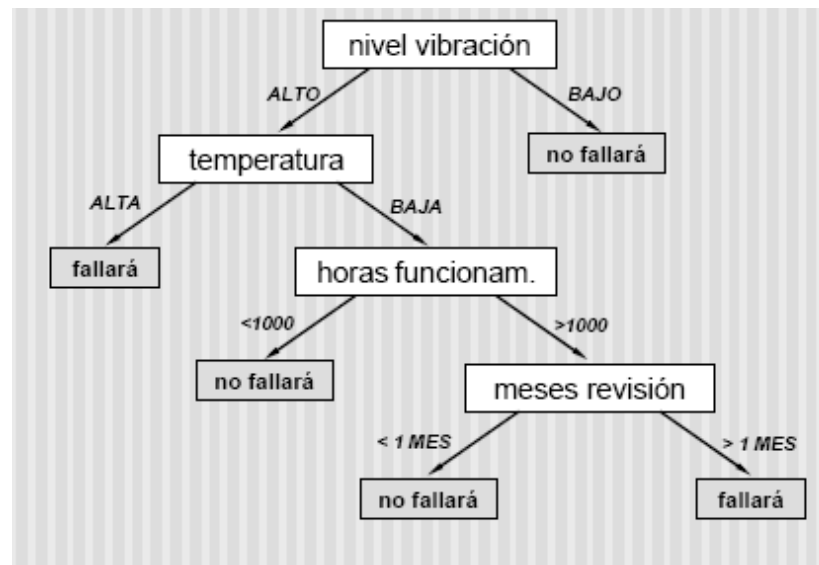 nivel vibración
ALTO
BAJO
temperatura
no fallará
ALTA
BAJA
fallará
horas funcionam.
<1000
>1000
no fallará
meses revisión
< 1 MES
> 1 MES
no fallará
fallará